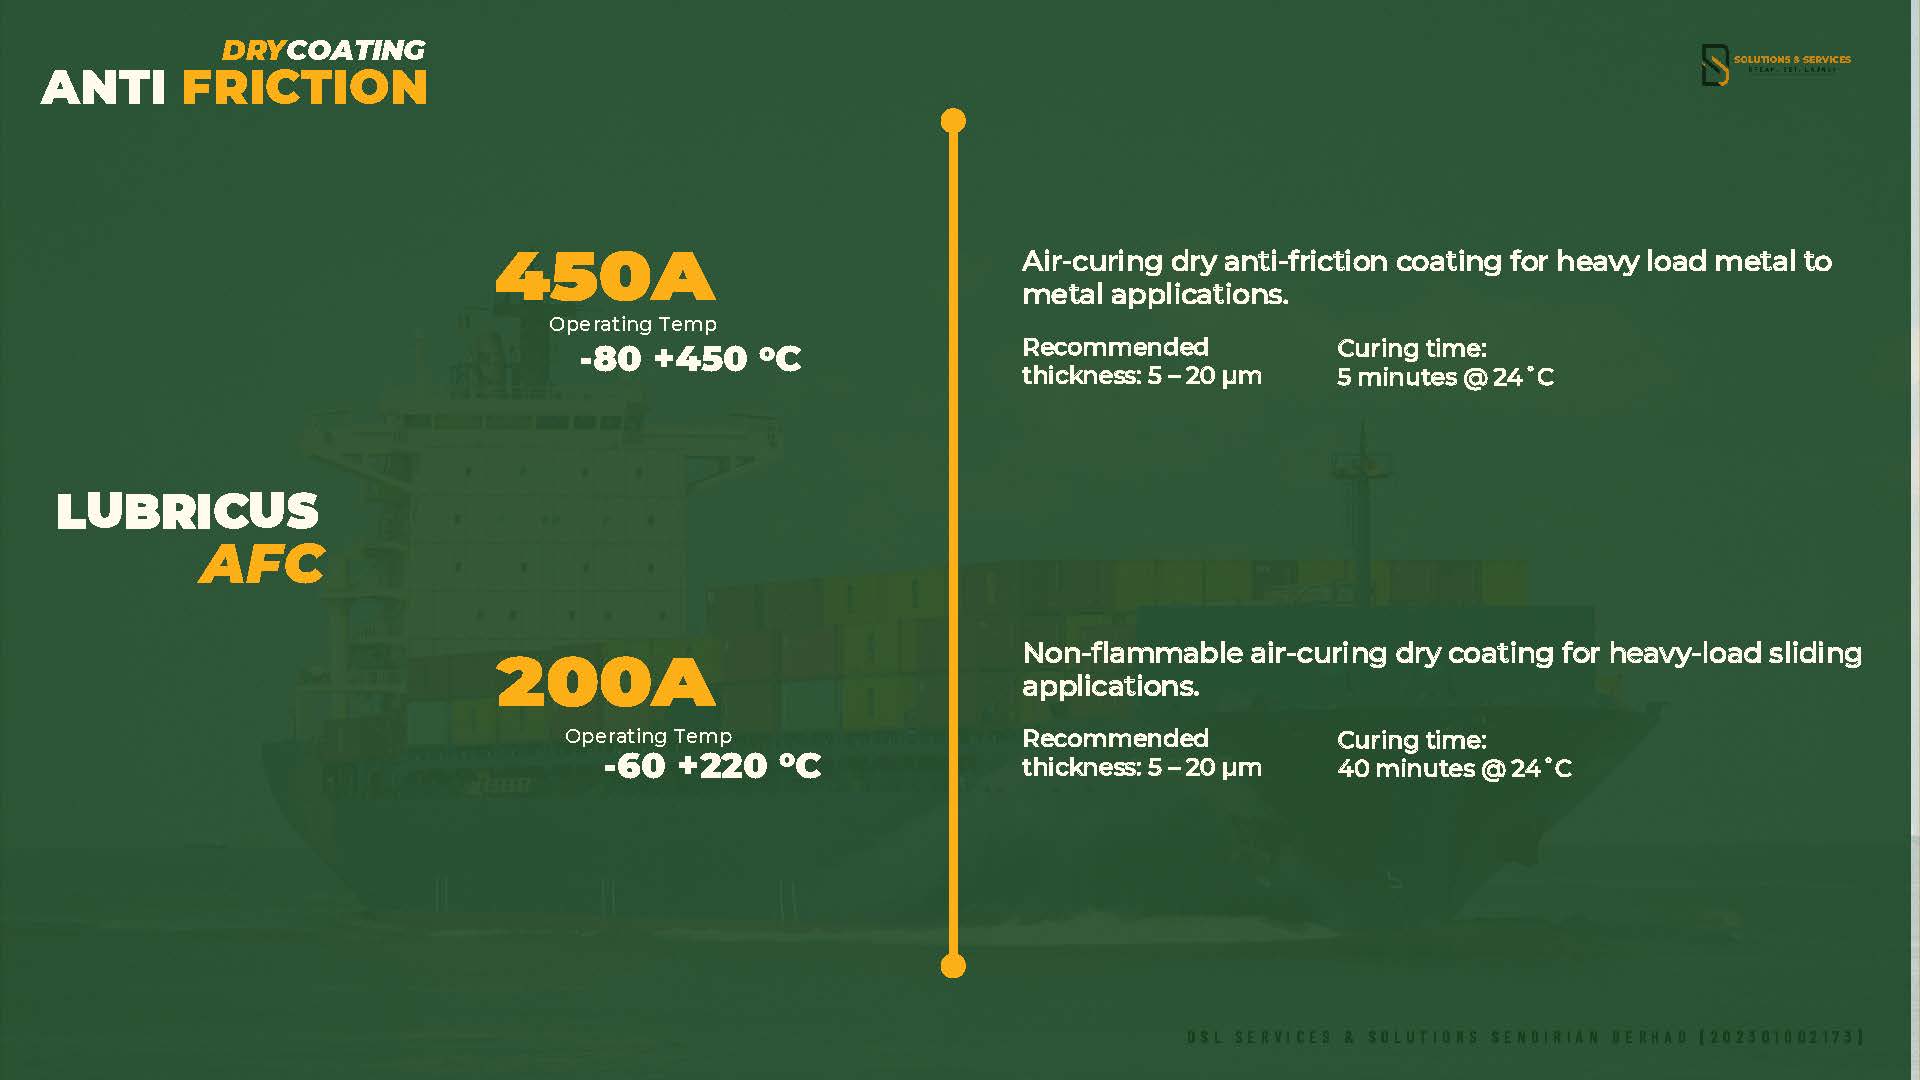 DRYCOATING
ANTI FRICTION
SOLUTIONS & SERVICES
450A
Operating Temp
-80 +450 ºC
Air-curing dry anti-friction coating for heavy load metal to
metal applications.
Recommended
thickness: 5 – 20 µm
Curing time:
5 minutes @ 24˚C
LUBRICUS
AFC
200A
Operating Temp
-60 +220 ºC
Non-flammable air-curing dry coating for heavy-load sliding
applications.
Recommended
thickness: 5 – 20 µm
Curing time:
40 minutes @ 24˚C
DSL SERVICES & SOLUTIONS SENDIRIAN BERHAD [202301002173]